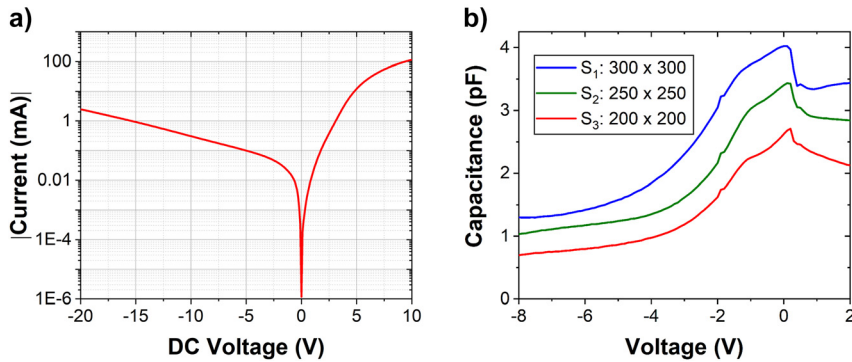 a)
|Current (mA)|
100
1
0.01
1E-4
1E-6
-20 -15 -10 -5 0 5 10
DC Voltage (V)
b)
Capacitance (pF)
4
3
2
1
0
S₁: 300 x 300
S₂: 250 x 250
S₃: 200 x 200
-8 -6 -4 -2 0 2
Voltage (V)